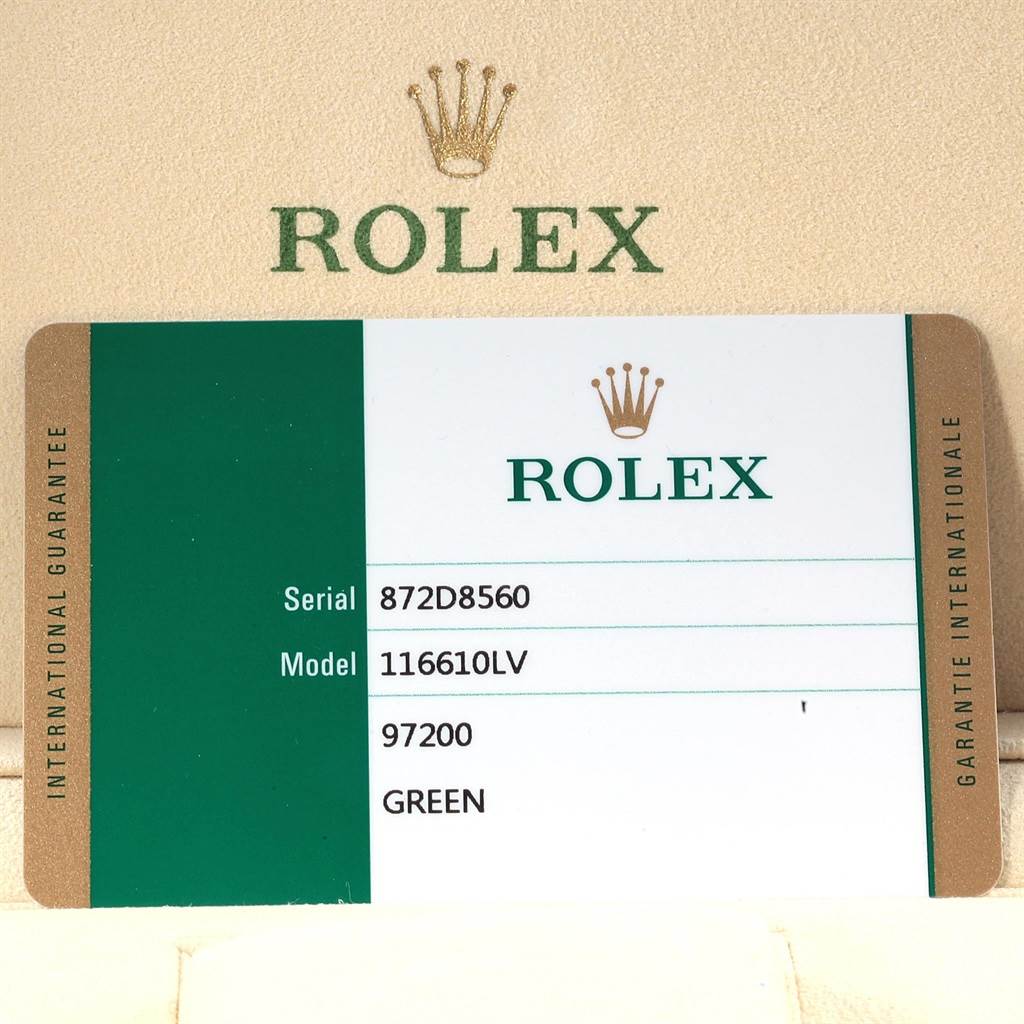 ROLEX
INTERNATIONAL GUARANTEE
ROLEX
Serial 872D8560
Model 116610LV
97200
GREEN
GARANTIE INTERNATIONALE